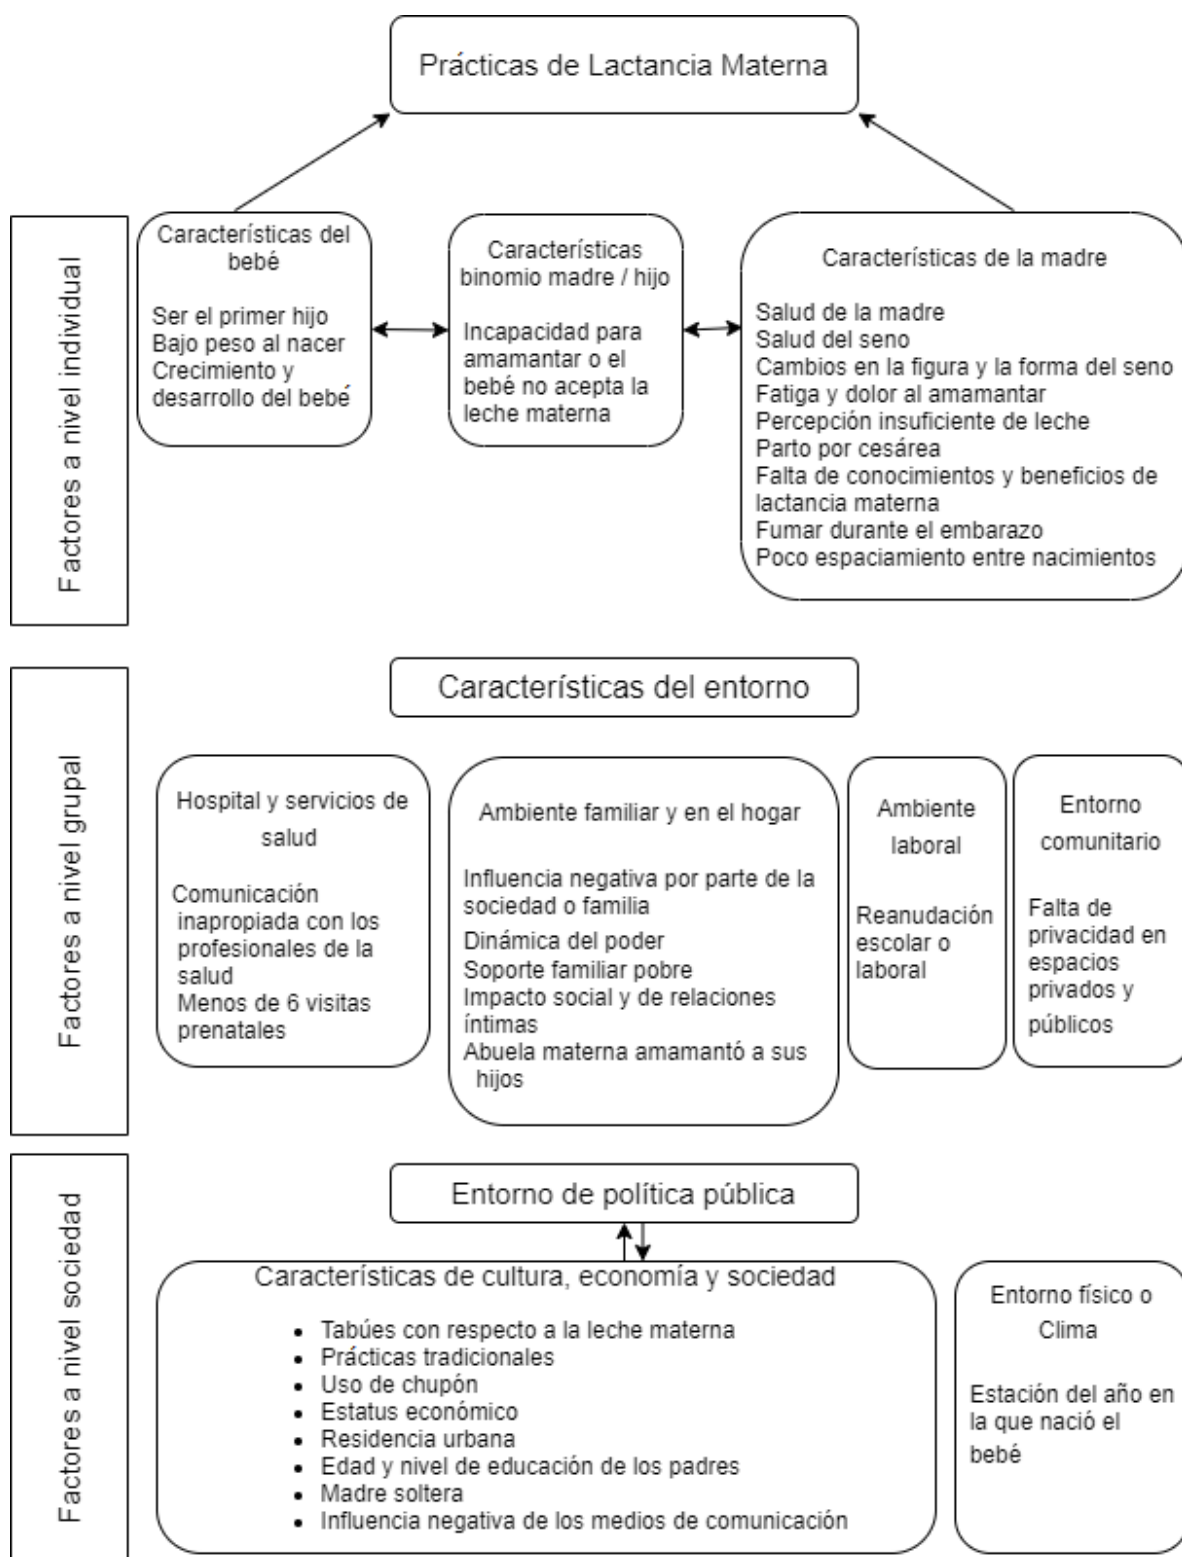 Prácticas de Lactancia Materna
Factores a nivel individual
Características del
bebé
Ser el primer hijo
Bajo peso al nacer
Crecimiento y
desarrollo del bebé
Características
binomio madre / hijo
Incapacidad para
amamantar o el
bebé no acepta la
leche materna
Características de la madre
Salud de la madre
Salud del seno
Cambios en la figura y la forma del seno
Fatiga y dolor al amamantar
Percepción insuficiente de leche
Parto por cesárea
Falta de conocimientos y beneficios de
lactancia materna
Fumar durante el embarazo
Poco espaciamiento entre nacimientos
Factores a nivel grupal
Características del entorno
Hospital y servicios de
salud
Comunicación
inapropiada con los
profesionales de la
salud
Menos de 6 visitas
prenatales
Ambiente familiar y en el hogar
Influencia negativa por parte de la
sociedad o familia
Dinámica del poder
Soporte familiar pobre
Impacto social y de relaciones
íntimas
Abuela materna amamantó a sus
hijos
Ambiente
laboral
Reanudación
escolar o
laboral
Entorno
comunitario
Falta de
privacidad en
espacios
privados y
públicos
Factores a nivel sociedad
Entorno de política pública
Características de cultura, economía y sociedad
• Tabúes con respecto a la leche materna
• Prácticas tradicionales
• Uso de chupón
• Estatus económico
• Residencia urbana
• Edad y nivel de educación de los padres
• Madre soltera
• Influencia negativa de los medios de comunicación
Entorno físico o
Clima
Estación del año en
la que nació el
bebé